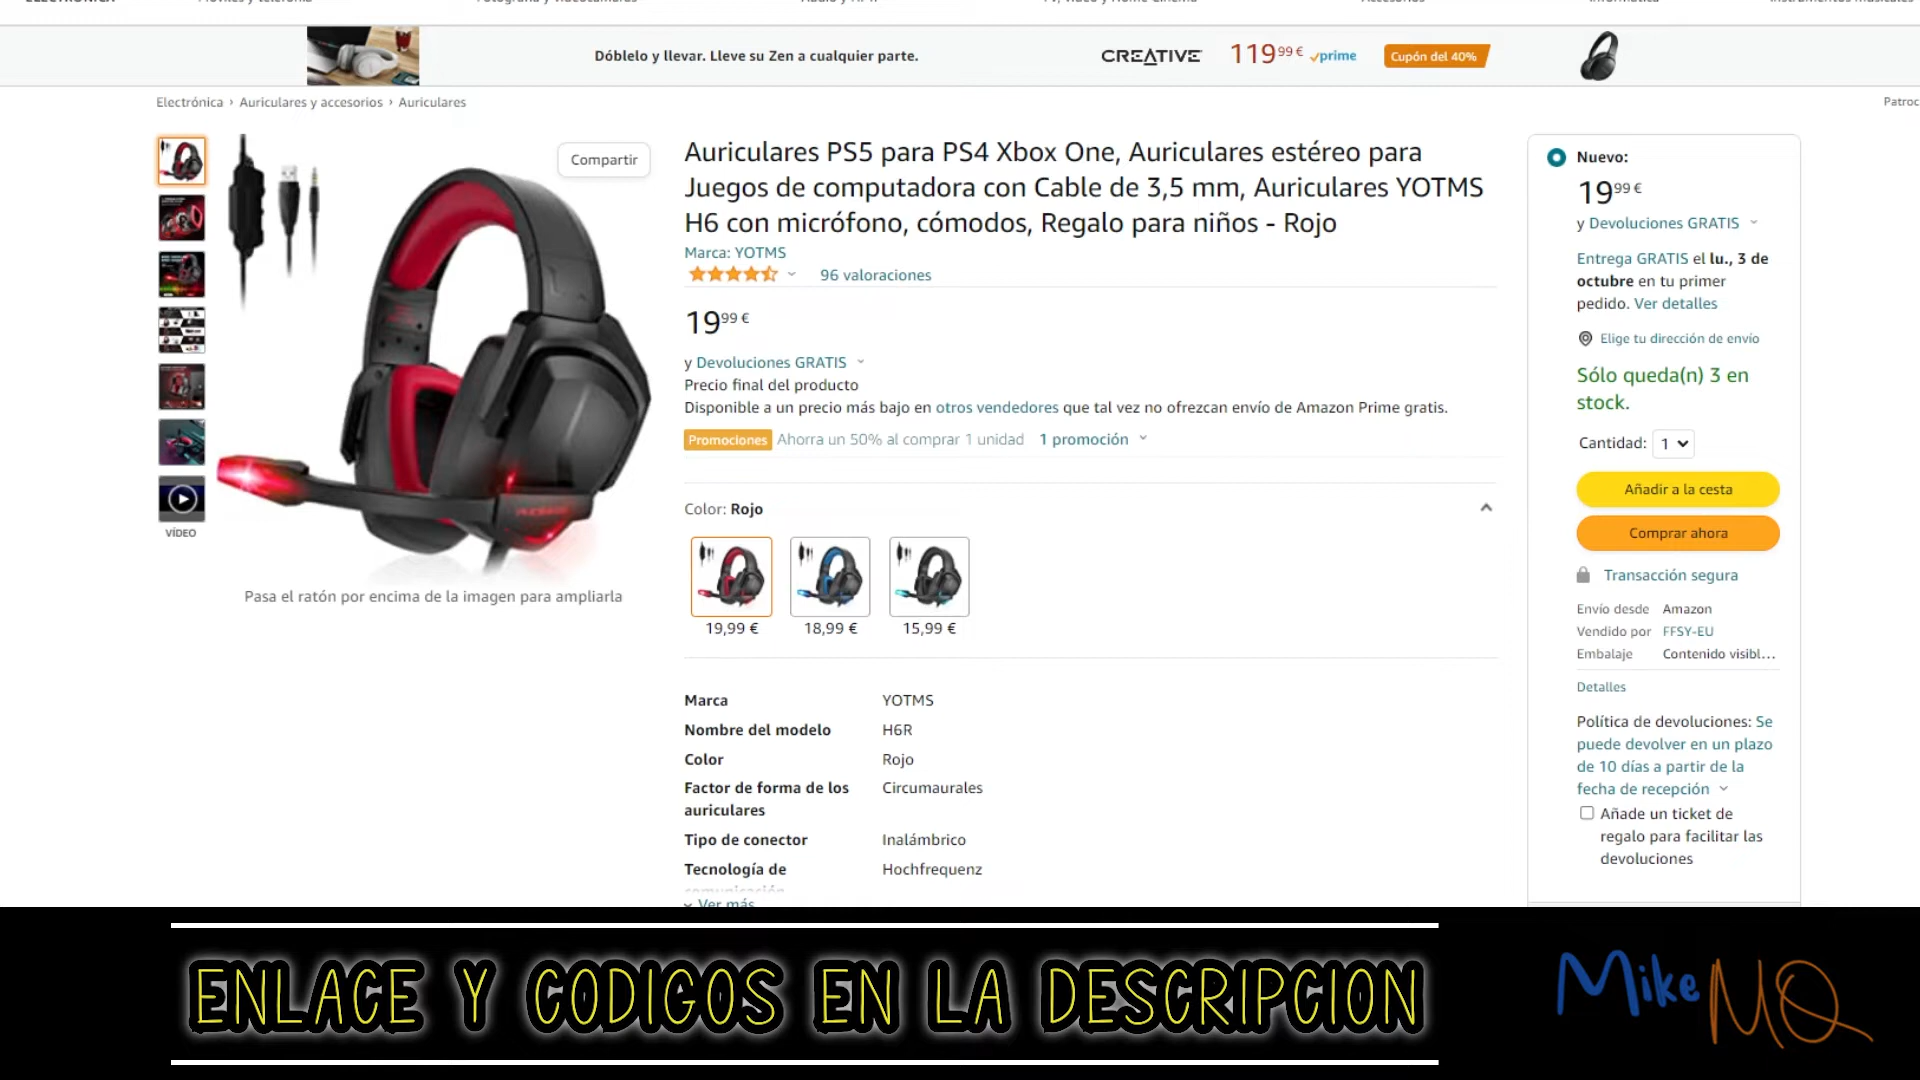 Dóblelo y llevar. Lleve su Zen a cualquier parte.
CREATIVE
119 99 € prime
Cupón del 40%
Electrónica › Auriculares y accesorios › Auriculares
Patroc
Compartir
VÍDEO
Pasa el ratón por encima de la imagen para ampliarla
Auriculares PS5 para PS4 Xbox One, Auriculares estéreo para
Juegos de computadora con Cable de 3,5 mm, Auriculares YOTMS
H6 con micrófono, cómodos, Regalo para niños - Rojo
Marca: YOTMS
96 valoraciones
19 99 €
y Devoluciones GRATIS
Precio final del producto
Disponible a un precio más bajo en otros vendedores que tal vez no ofrezcan envío de Amazon Prime gratis.
Promociones Ahorra un 50% al comprar 1 unidad 1 promoción
Color: Rojo
19,99 € 18,99 € 15,99 €
Marca YOTMS
Nombre del modelo H6R
Color Rojo
Factor de forma de los Circumaurales
auriculares
Tipo de conector Inalámbrico
Tecnología de Hochfrequenz
comunicación
Ver más
Nuevo:
19 99 €
y Devoluciones GRATIS
Entrega GRATIS el lu., 3 de
octubre en tu primer
pedido. Ver detalles
Elige tu dirección de envío
Sólo queda(n) 3 en
stock.
Cantidad: 1
Añadir a la cesta
Comprar ahora
Transacción segura
Envío desde Amazon
Vendido por FFSY-EU
Embalaje Contenido visibl...
Detalles
Política de devoluciones: Se
puede devolver en un plazo
de 10 días a partir de la
fecha de recepción
Añade un ticket de
regalo para facilitar las
devoluciones
ENLACE Y CODIGOS EN LA DESCRIPCION
Mike MQ